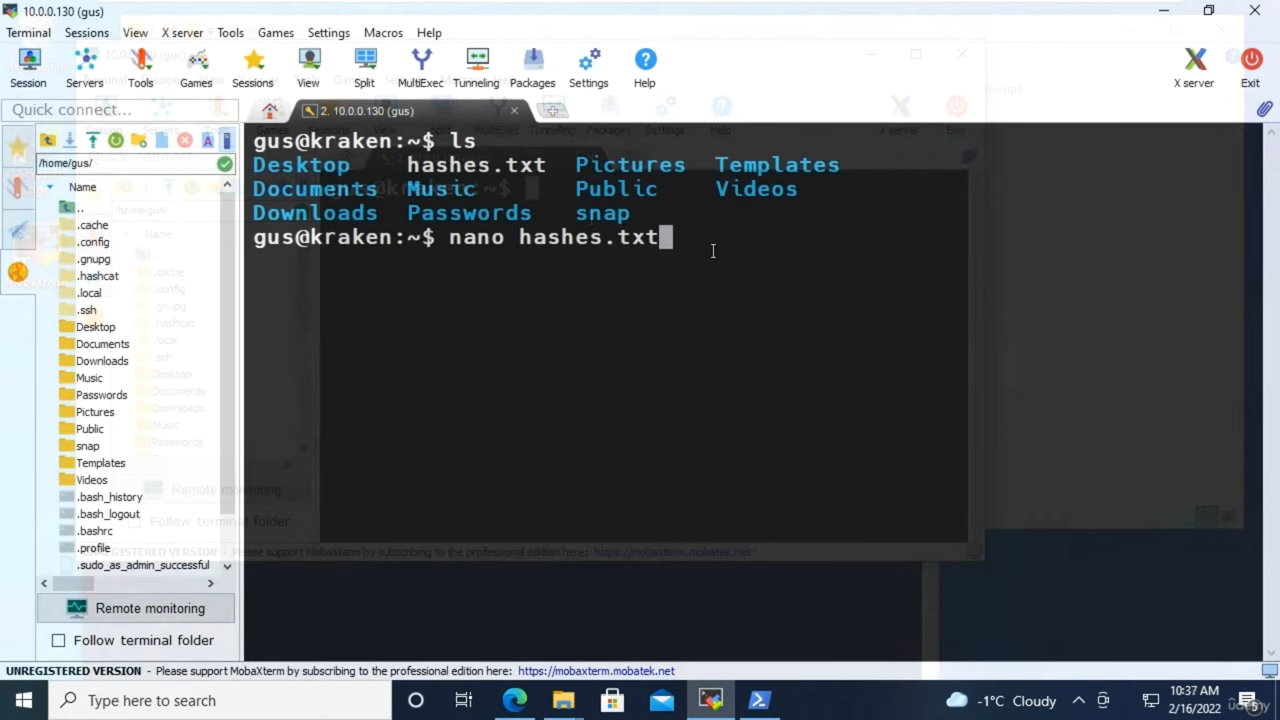 10.0.0.130 (gus)
Terminal Sessions View X server Tools Games Settings Macros Help
Session Servers Tools Games Sessions View Split MultiExec Tunneling Packages Settings Help X server Exit
Quick connect...
2. 10.0.0.130 (gus)
/home/gus/
Name
..
.cache
.config
.gnupg
.hashcat
.local
.ssh
Desktop
Documents
Downloads
Music
Passwords
Pictures
Public
snap
Templates
Videos
.bash_history
.bash_logout
.bashrc
.profile
.sudo_as_admin_successful
Remote monitoring
Follow terminal folder
gus@kraken:~$ ls
Desktop hashes.txt Pictures Templates
Documents Music Public Videos
Downloads Passwords snap
gus@kraken:~$ nano hashes.txt
UNREGISTERED VERSION - Please support MobaXterm by subscribing to the professional edition here: https://mobaxterm.mobatek.net
Type here to search
-1°C Cloudy
10:37 AM
2/16/2022
udemy